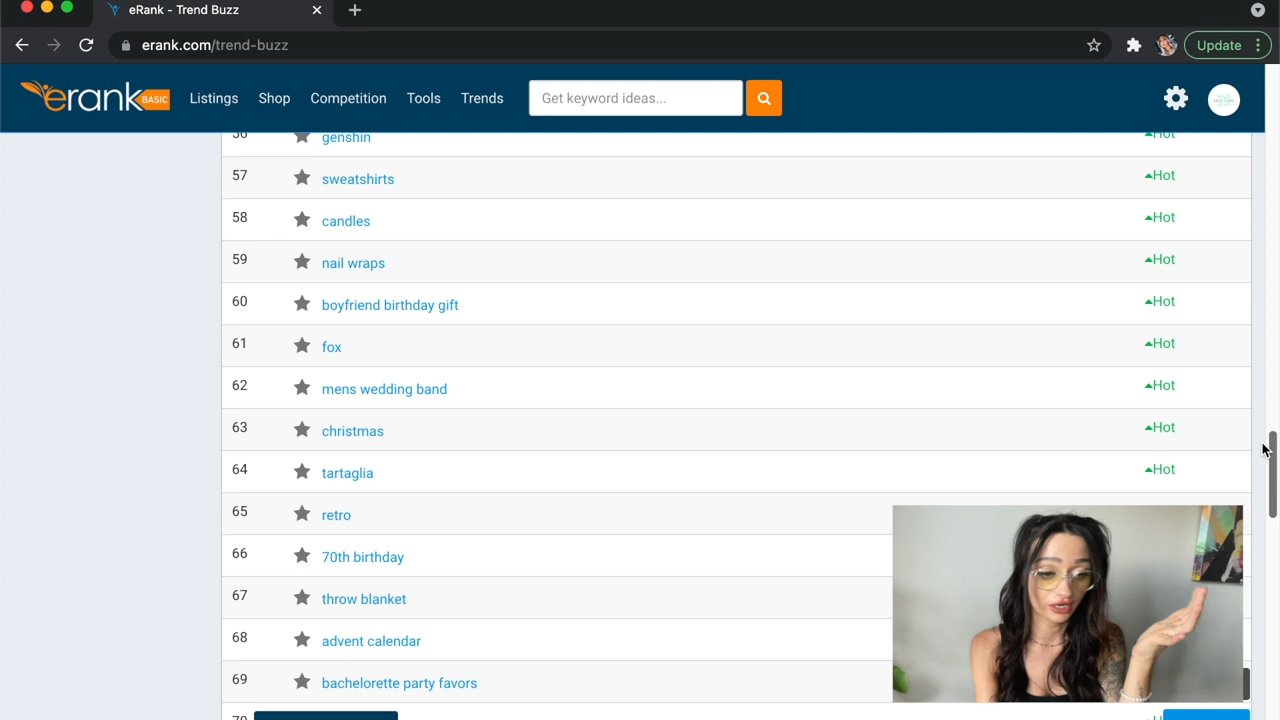 eRank - Trend Buzz
erank.com/trend-buzz
Update
erank BASIC
Listings Shop Competition Tools Trends Get keyword ideas...
56 genshin Hot
57 sweatshirts Hot
58 candles Hot
59 nail wraps Hot
60 boyfriend birthday gift Hot
61 fox Hot
62 mens wedding band Hot
63 christmas Hot
64 tartaglia Hot
65 retro
66 70th birthday
67 throw blanket
68 advent calendar
69 bachelorette party favors